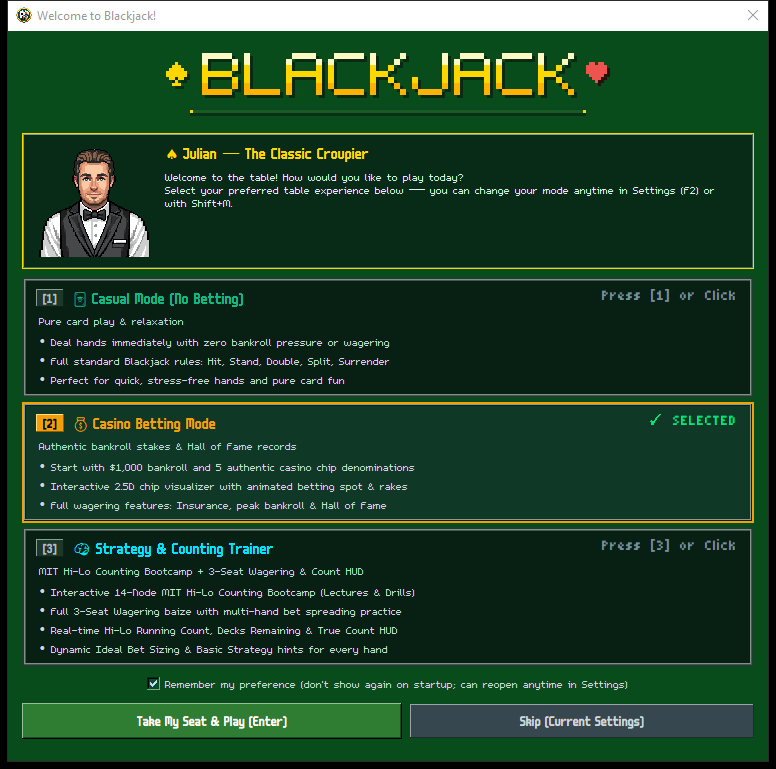 Welcome to Blackjack!
BLACKJACK
Julian — The Classic Croupier
Welcome to the table! How would you like to play today?
Select your preferred table experience below — you can change your mode anytime in Settings (F2) or
with Shift+M.
[1] Casual Mode (No Betting) Press [1] or Click
Pure card play & relaxation
• Deal hands immediately with zero bankroll pressure or wagering
• Full standard Blackjack rules: Hit, Stand, Double, Split, Surrender
• Perfect for quick, stress-free hands and pure card fun
[2] Casino Betting Mode ✓ SELECTED
Authentic bankroll stakes & Hall of Fame records
• Start with $1,000 bankroll and 5 authentic casino chip denominations
• Interactive 2.5D chip visualizer with animated betting spot & rakes
• Full wagering features: Insurance, peak bankroll & Hall of Fame
[3] Strategy & Counting Trainer Press [3] or Click
MIT Hi-Lo Counting Bootcamp + 3-Seat Wagering & Count HUD
• Interactive 14-Node MIT Hi-Lo Counting Bootcamp (Lectures & Drills)
• Full 3-Seat Wagering baize with multi-hand bet spreading practice
• Real-time Hi-Lo Running Count, Decks Remaining & True Count HUD
• Dynamic Ideal Bet Sizing & Basic Strategy hints for every hand
Remember my preference (don't show again on startup; can reopen anytime in Settings)
Take My Seat & Play (Enter) Skip (Current Settings)